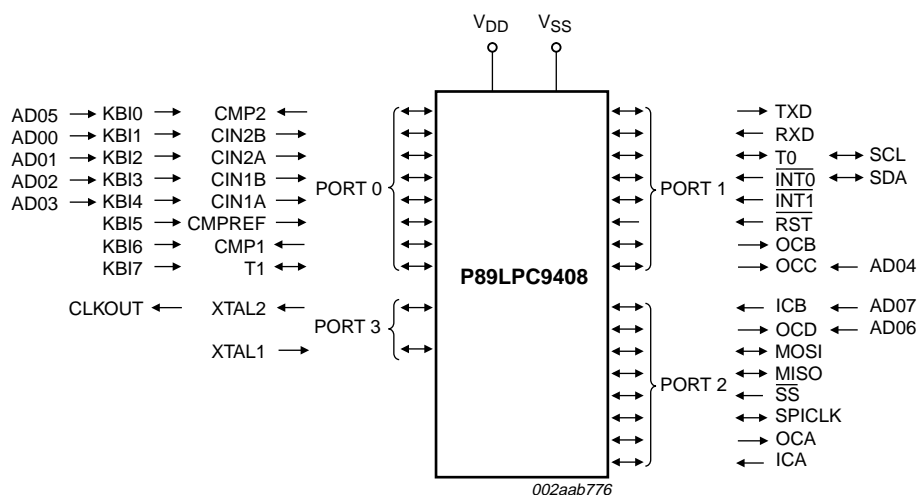 VDD VSS
AD05 KBI0 CMP2 TXD
AD00 KBI1 CIN2B RXD
AD01 KBI2 CIN2A T0 SCL
AD02 KBI3 CIN1B PORT 0 PORT 1 INT0 SDA
AD03 KBI4 CIN1A INT1
KBI5 CMPREF RST
KBI6 CMP1 OCB
KBI7 T1 P89LPC9408 OCC AD04
CLKOUT XTAL2 PORT 3 ICB AD07
OCD AD06
XTAL1 MOSI
PORT 2 MISO
SS
SPICLK
OCA
ICA
002aab776